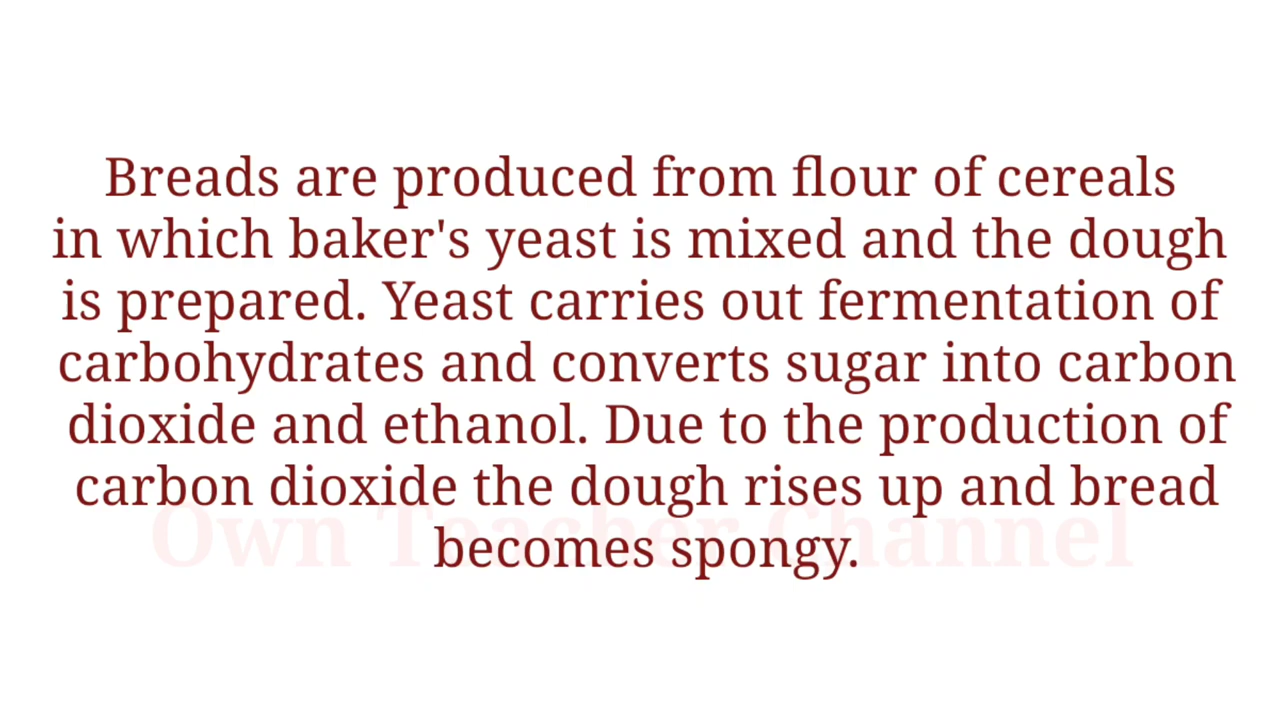 Breads are produced from flour of cereals
in which baker's yeast is mixed and the dough
is prepared. Yeast carries out fermentation of
carbohydrates and converts sugar into carbon
dioxide and ethanol. Due to the production of
carbon dioxide the dough rises up and bread
Own Teacher Channel
becomes spongy.